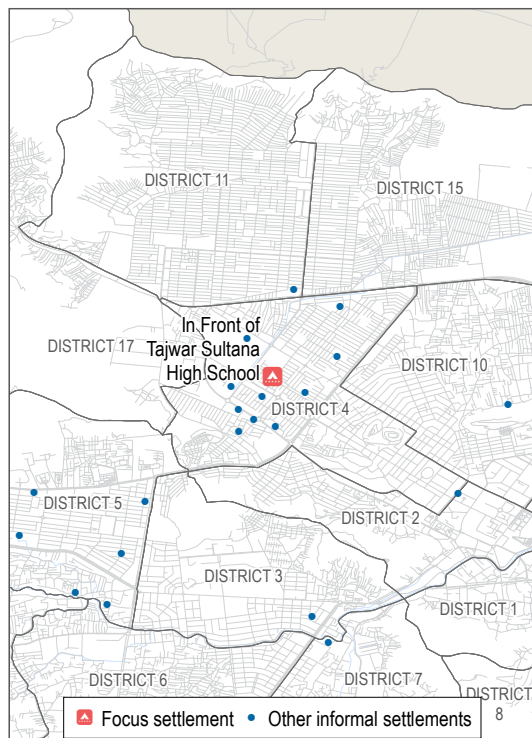 DISTRICT 11
DISTRICT 15
In Front of
Tajwar Sultana
High School
DISTRICT 17
DISTRICT 10
DISTRICT 4
DISTRICT 5
DISTRICT 2
DISTRICT 3
DISTRICT 1
DISTRICT 6
DISTRICT 7
DISTRICT
8
Focus settlement
Other informal settlements